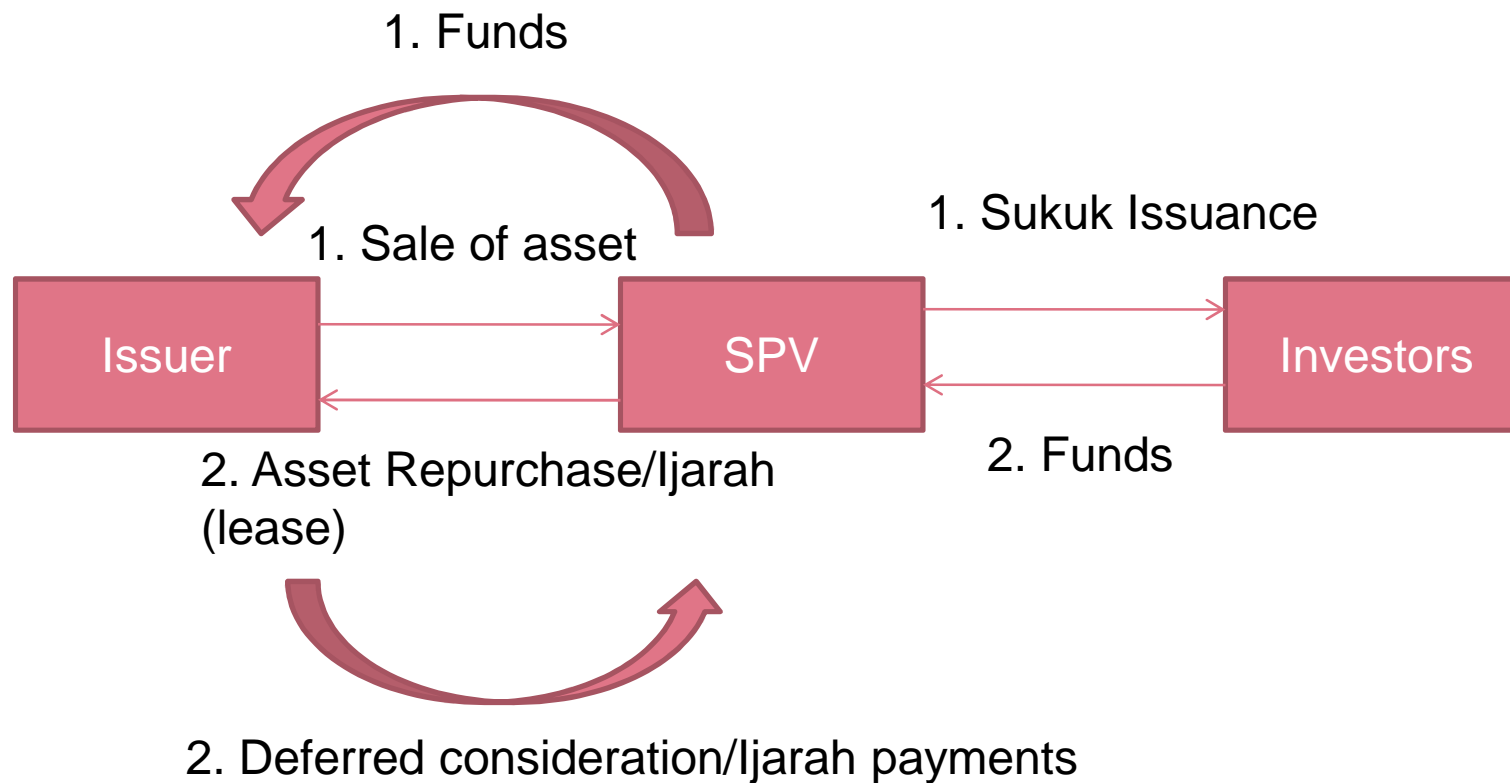 1. Funds
1. Sukuk Issuance
1. Sale of asset
Issuer
SPV
Investors
2. Funds
2. Asset Repurchase/Ijarah
(lease)
2. Deferred consideration/Ijarah payments